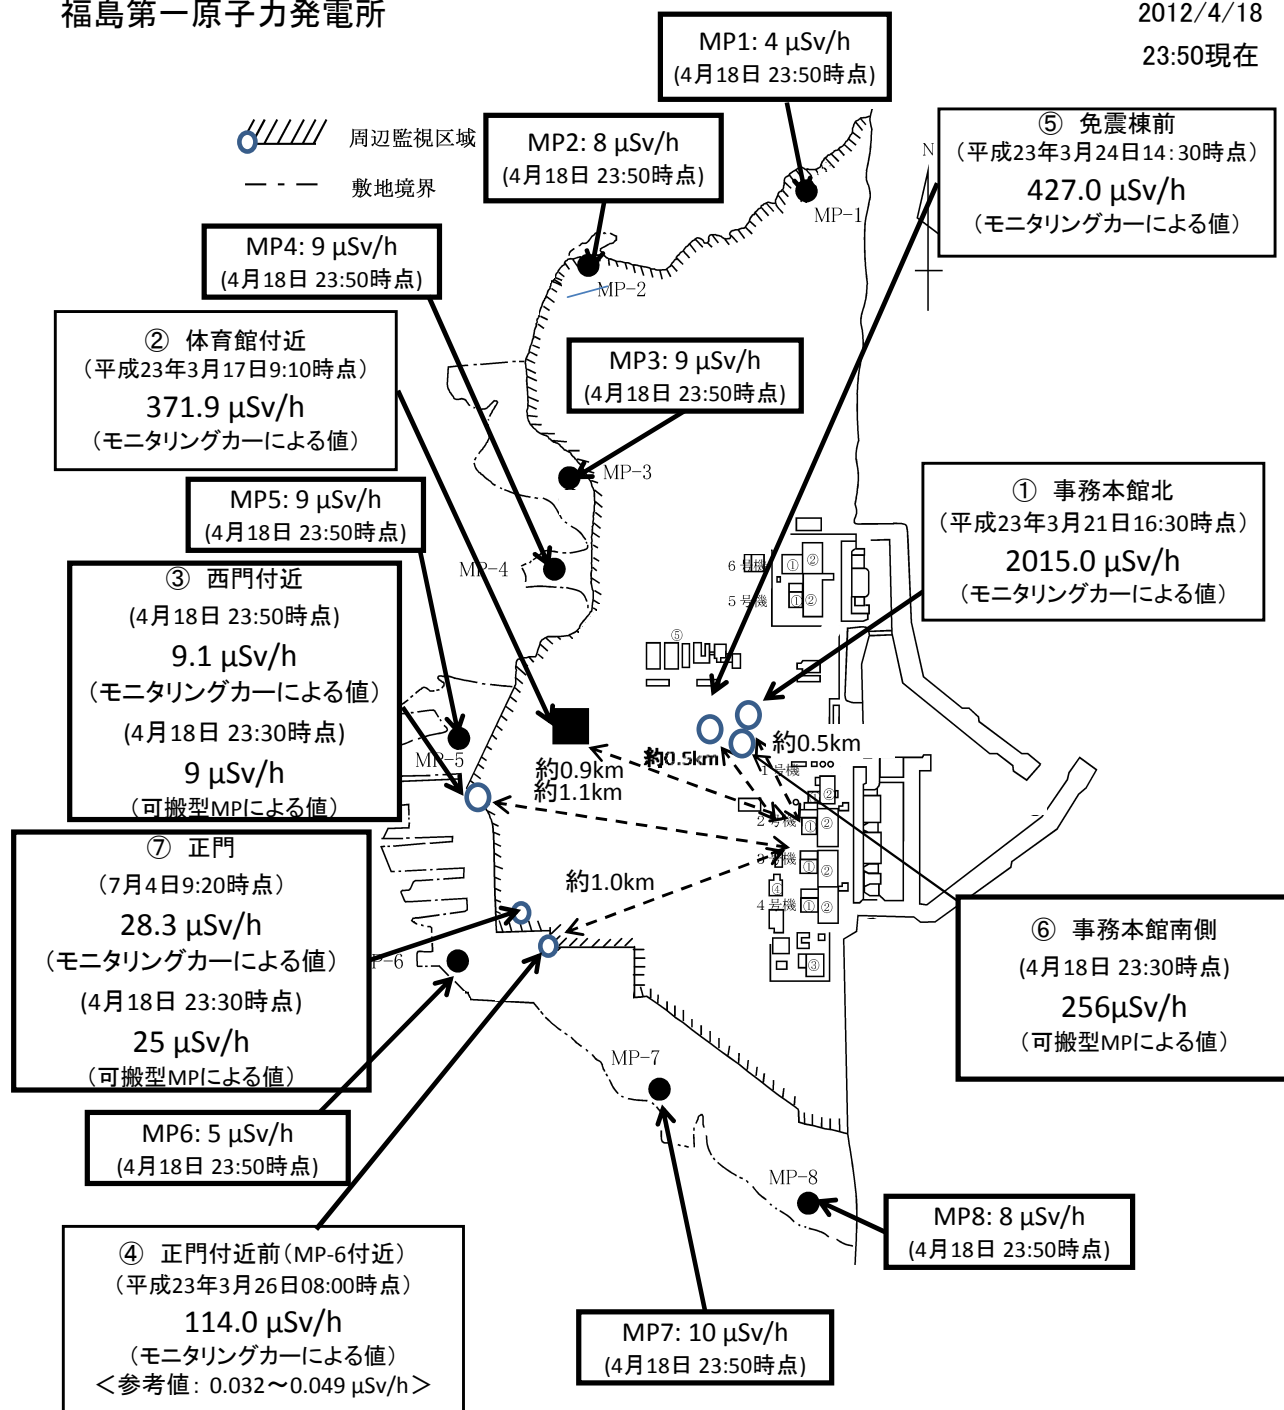 福島第一原子力発電所
2012/4/18
23:50現在
周辺監視区域
敷地境界
MP1: 4 μSv/h
(4月18日 23:50時点)
MP2: 8 μSv/h
(4月18日 23:50時点)
⑤ 免震棟前
(平成23年3月24日14:30時点)
427.0 μSv/h
(モニタリングカーによる値)
N
MP-1
MP4: 9 μSv/h
(4月18日 23:50時点)
MP-2
② 体育館付近
(平成23年3月17日9:10時点)
371.9 μSv/h
(モニタリングカーによる値)
MP3: 9 μSv/h
(4月18日 23:50時点)
MP-3
MP5: 9 μSv/h
(4月18日 23:50時点)
① 事務本館北
(平成23年3月21日16:30時点)
2015.0 μSv/h
(モニタリングカーによる値)
MP-4
6号機
① ②
5号機
① ②
⑤
③ 西門付近
(4月18日 23:50時点)
9.1 μSv/h
(モニタリングカーによる値)
(4月18日 23:30時点)
9 μSv/h
(可搬型MPによる値)
MP-5
約0.9km
約1.1km
約0.5km
約0.5km
1号機
① ②
2号機
① ②
3号機
① ②
④
4号機
① ②
③
⑦ 正門
(7月4日9:20時点)
28.3 μSv/h
(モニタリングカーによる値)
(4月18日 23:30時点)
25 μSv/h
(可搬型MPによる値)
約1.0km
P-6
⑥ 事務本館南側
(4月18日 23:30時点)
256μSv/h
(可搬型MPによる値)
MP-7
MP6: 5 μSv/h
(4月18日 23:50時点)
MP-8
MP8: 8 μSv/h
(4月18日 23:50時点)
④ 正門付近前(MP-6付近)
(平成23年3月26日08:00時点)
114.0 μSv/h
(モニタリングカーによる値)
<参考値: 0.032~0.049 μSv/h>
MP7: 10 μSv/h
(4月18日 23:50時点)